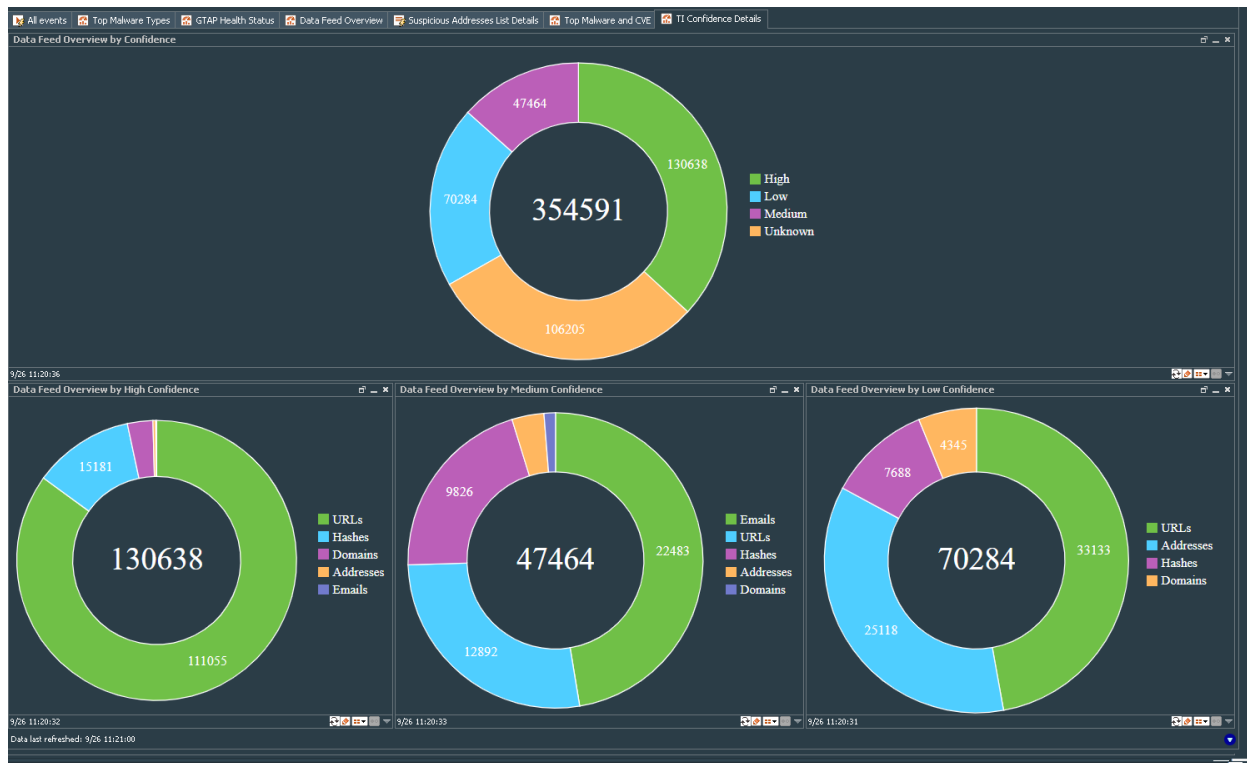 All events Top Malware Types GTAP Health Status Data Feed Overview Suspicious Addresses List Details Top Malware and CVE TI Confidence Details
Data Feed Overview by Confidence
47464
130638
70284
354591
106205
High
Low
Medium
Unknown
9/26 11:20:36
Data Feed Overview by High Confidence
15181
130638
111055
URLs
Hashes
Domains
Addresses
Emails
9/26 11:20:32
Data Feed Overview by Medium Confidence
9826
22483
47464
12892
Emails
URLs
Hashes
Addresses
Domains
9/26 11:20:33
Data Feed Overview by Low Confidence
4345
7688
33133
70284
25118
URLs
Addresses
Hashes
Domains
9/26 11:20:31
Data last refreshed: 9/26 11:21:00